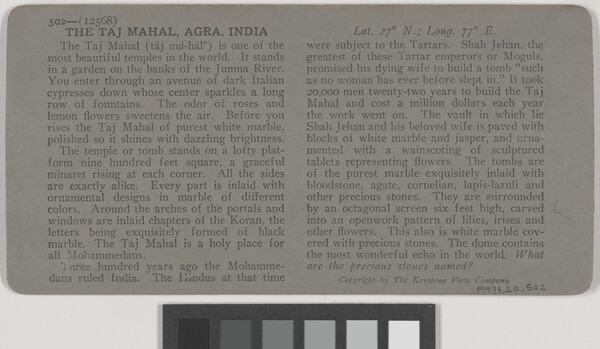 502—(12568)
THE TAJ MAHAL, AGRA, INDIA
The Taj Mahal (täj må-häl') is one of the
most beautiful temples in the world. It stands
in a garden on the banks of the Jumna River.
You enter through an avenue of dark Italian
cypresses down whose center sparkles a long
row of fountains. The odor of roses and
lemon flowers sweetens the air. Before you
rises the Taj Mahal of purest white marble,
polished so it shines with dazzling brightness.
The temple or tomb stands on a lofty plat-
form nine hundred feet square, a graceful
minaret rising at each corner. All the sides
are exactly alike. Every part is inlaid with
ornamental designs in marble of different
colors. Around the arches of the portals and
windows are inlaid chapters of the Koran, the
letters being exquisitely formed of black
marble. The Taj Mahal is a holy place for
all Mohammedans.
Three hundred years ago the Mohamme-
dans ruled India. The Hindus at that time
Lat. 27° N.; Long. 77° E.
were subject to the Tartars. Shah Jehan, the
greatest of these Tartar emperors or Moguls,
promised his dying wife to build a tomb "such
as no woman has ever before slept in." It took
20,000 men twenty-two years to build the Taj
Mahal and cost a million dollars each year
the work went on. The vault in which lie
Shah Jehan and his beloved wife is paved with
blocks of white marble and jasper, and orna-
mented with a wainscoting of sculptured
tablets representing flowers. The tombs are
of the purest marble exquisitely inlaid with
bloodstone, agate, cornelian, lapis-lazuli and
other precious stones. They are surrounded
by an octagonal screen six feet high, carved
into an openwork pattern of lilies, irises and
other flowers. This also is white marble cov-
ered with precious stones. The dome contains
the most wonderful echo in the world. What
are the precious stones named?
Copyright by The Keystone View Company
M973.20.502